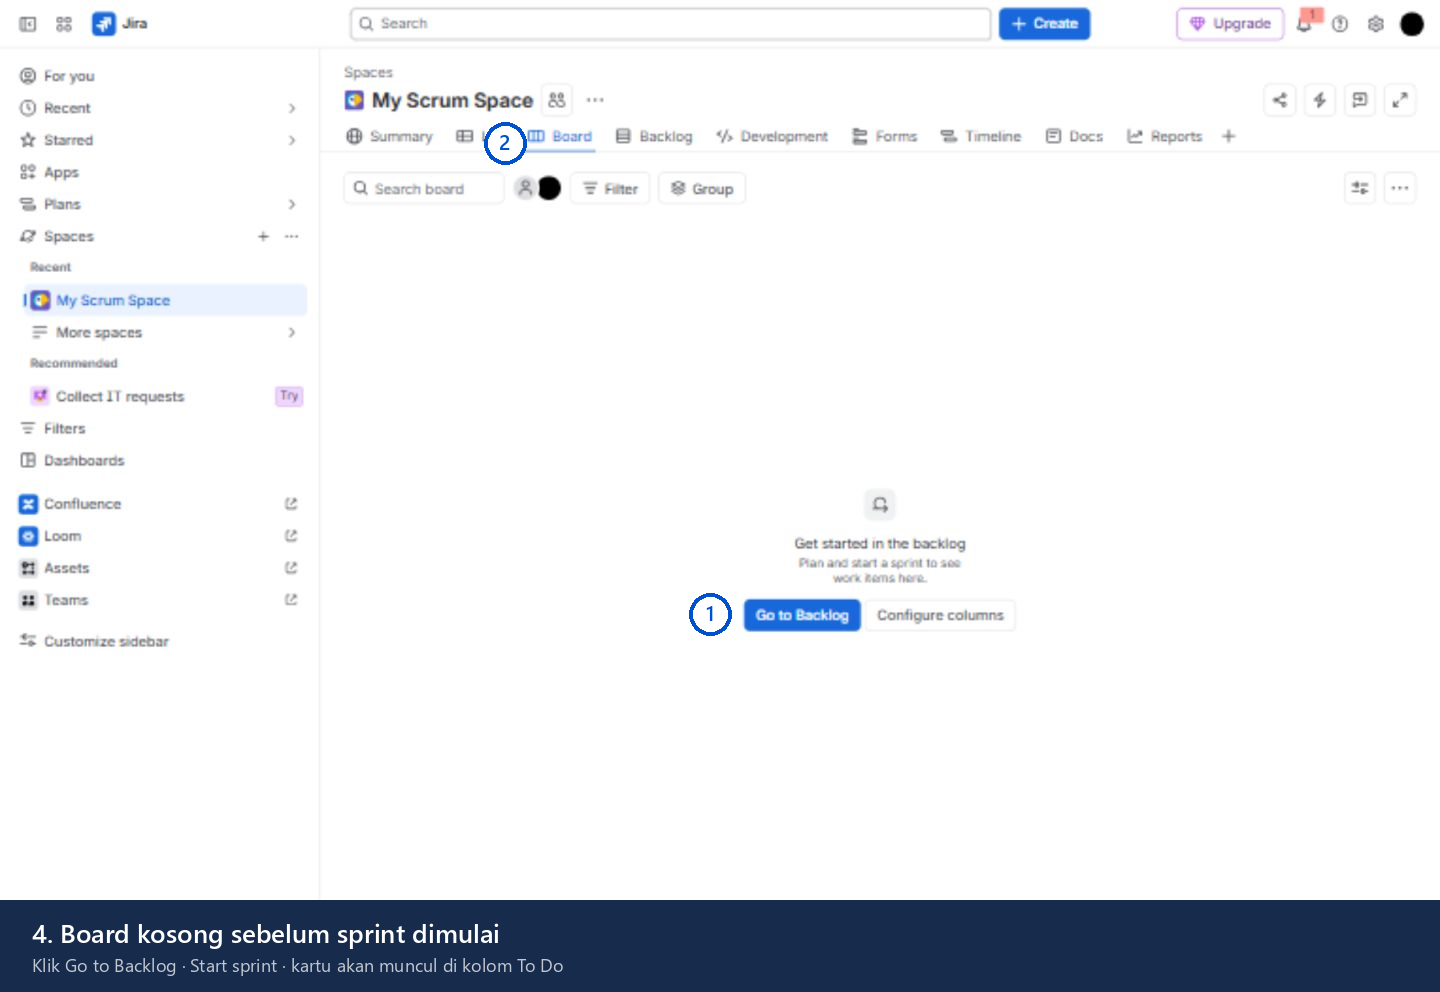 Jira
Search
Create
Upgrade
1
For you
Recent
Starred
Apps
Plans
Spaces
Recent
My Scrum Space
More spaces
Recommended
Collect IT requests
Try
Filters
Dashboards
Confluence
Loom
Assets
Teams
Customize sidebar
Spaces
My Scrum Space
Summary
2
Board
Backlog
Development
Forms
Timeline
Docs
Reports
Search board
Filter
Group
Get started in the backlog
Plan and start a sprint to see
work items here.
1
Go to Backlog
Configure columns
4. Board kosong sebelum sprint dimulai
Klik Go to Backlog · Start sprint · kartu akan muncul di kolom To Do